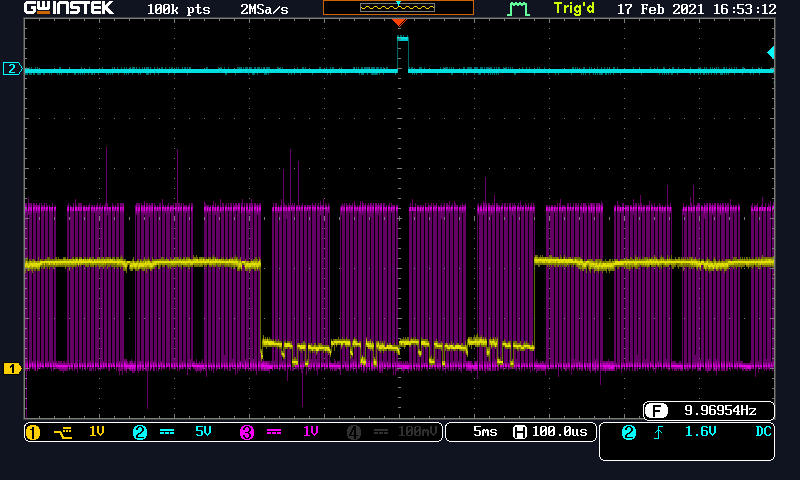 GWINSTEK 100k pts 2MSa/s Trig'd 17 Feb 2021 16:53:12
2
1
F 9.96954Hz
1 1V 2 5V 3 1V 4 100mV 5ms H 100.0us 2 1.6V DC